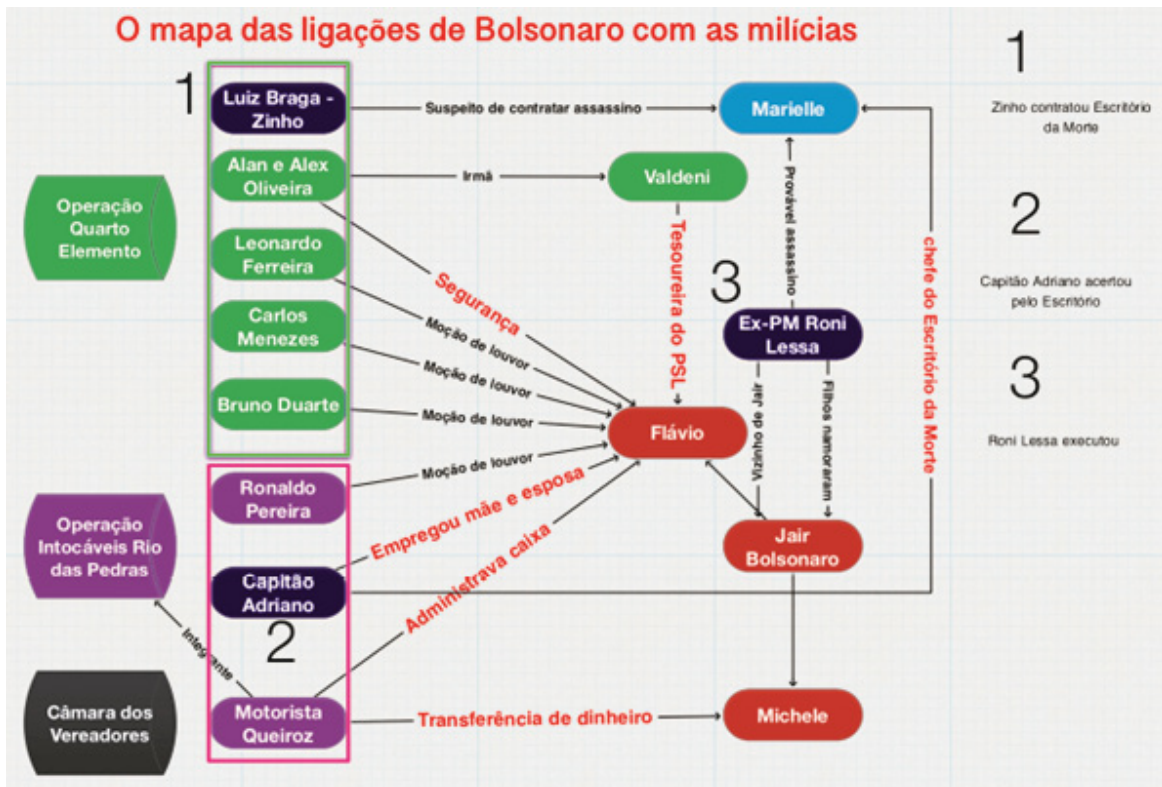 O mapa das ligações de Bolsonaro com as milícias
1
Luiz Braga -
Zinho
Suspeito de contratar assassino
Marielle
Alan e Alex
Oliveira
Irmã
Valdeni
Operação
Quarto
Elemento
Leonardo
Ferreira
Carlos
Menezes
Bruno Duarte
Segurança
Moção de louvor
Moção de louvor
Moção de louvor
Moção de louvor
Tesoureira do PSL
Provável assassino
3
Ex-PM Roni
Lessa
Vizinho de Jair
Filhos namoraram
chefe do Escritório da Morte
Flávio
Ronaldo
Pereira
Operação
Intocáveis Rio
das Pedras
Empregou mãe e esposa
Capitão
Adriano
2
Administrava caixa
Jair
Bolsonaro
integrante
Câmara dos
Vereadores
Motorista
Queiroz
Transferência de dinheiro
Michele
1
Zinho contratou Escritório
da Morte
2
Capitão Adriano acertou
pelo Escritório
3
Roni Lessa executou